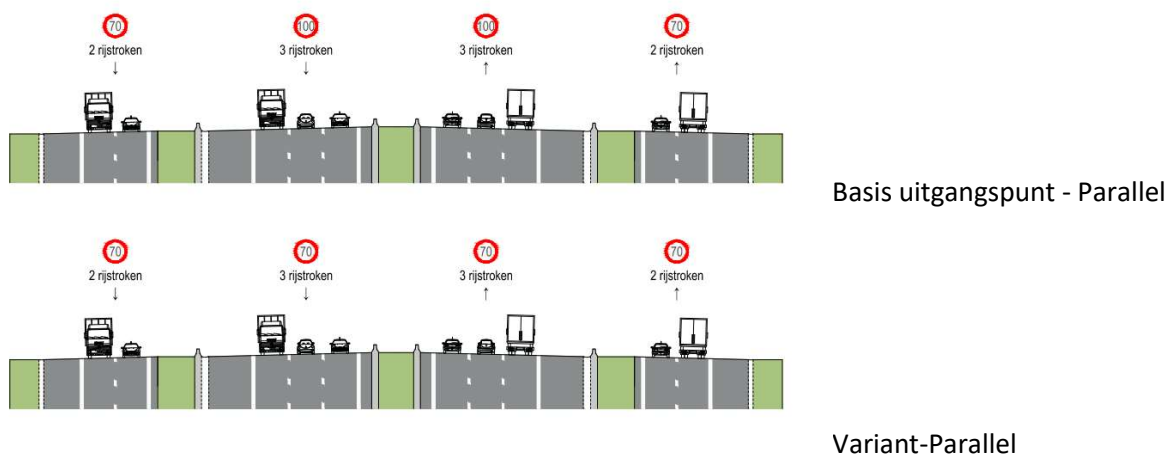 70 100 100 70
2 rijstroken 3 rijstroken 3 rijstroken 2 rijstroken
↓ ↓ ↑ ↑
Basis uitgangspunt - Parallel
70 70 70 70
2 rijstroken 3 rijstroken 3 rijstroken 2 rijstroken
↓ ↓ ↑ ↑
Variant-Parallel